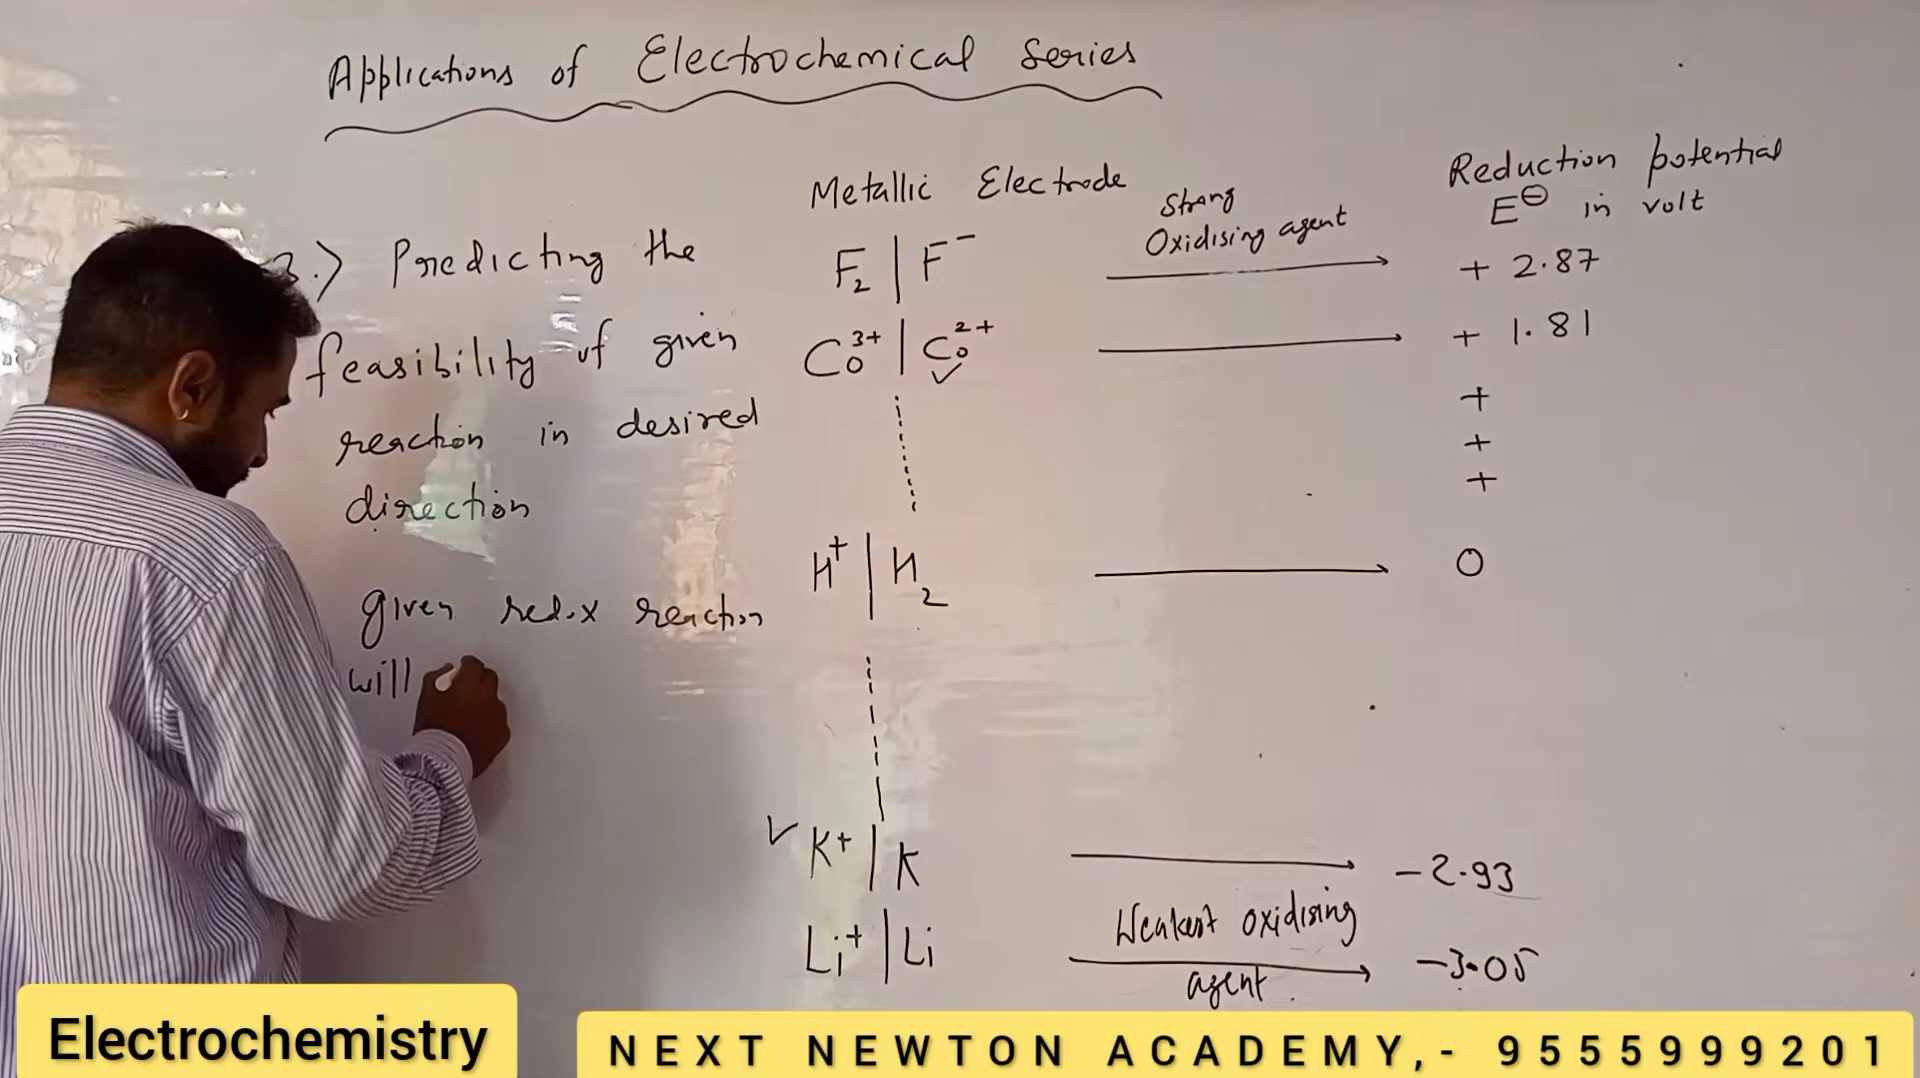 Applications of Electrochemical series
3.) Predicting the
feasibility of given
reaction in desired
direction
given redox reaction
will
Metallic Electrode
Reduction potential
E⊖ in volt
F₂ | F⁻
Strong
Oxidising agent
+ 2.87
Co³⁺ | Co²⁺
✓
+ 1.81
+
+
+
H⁺ | H₂
0
✓ K⁺ | K
-2.93
Li⁺ | Li
Weakest oxidising
agent
-3.05
Electrochemistry
NEXT NEWTON ACADEMY,- 9555999201